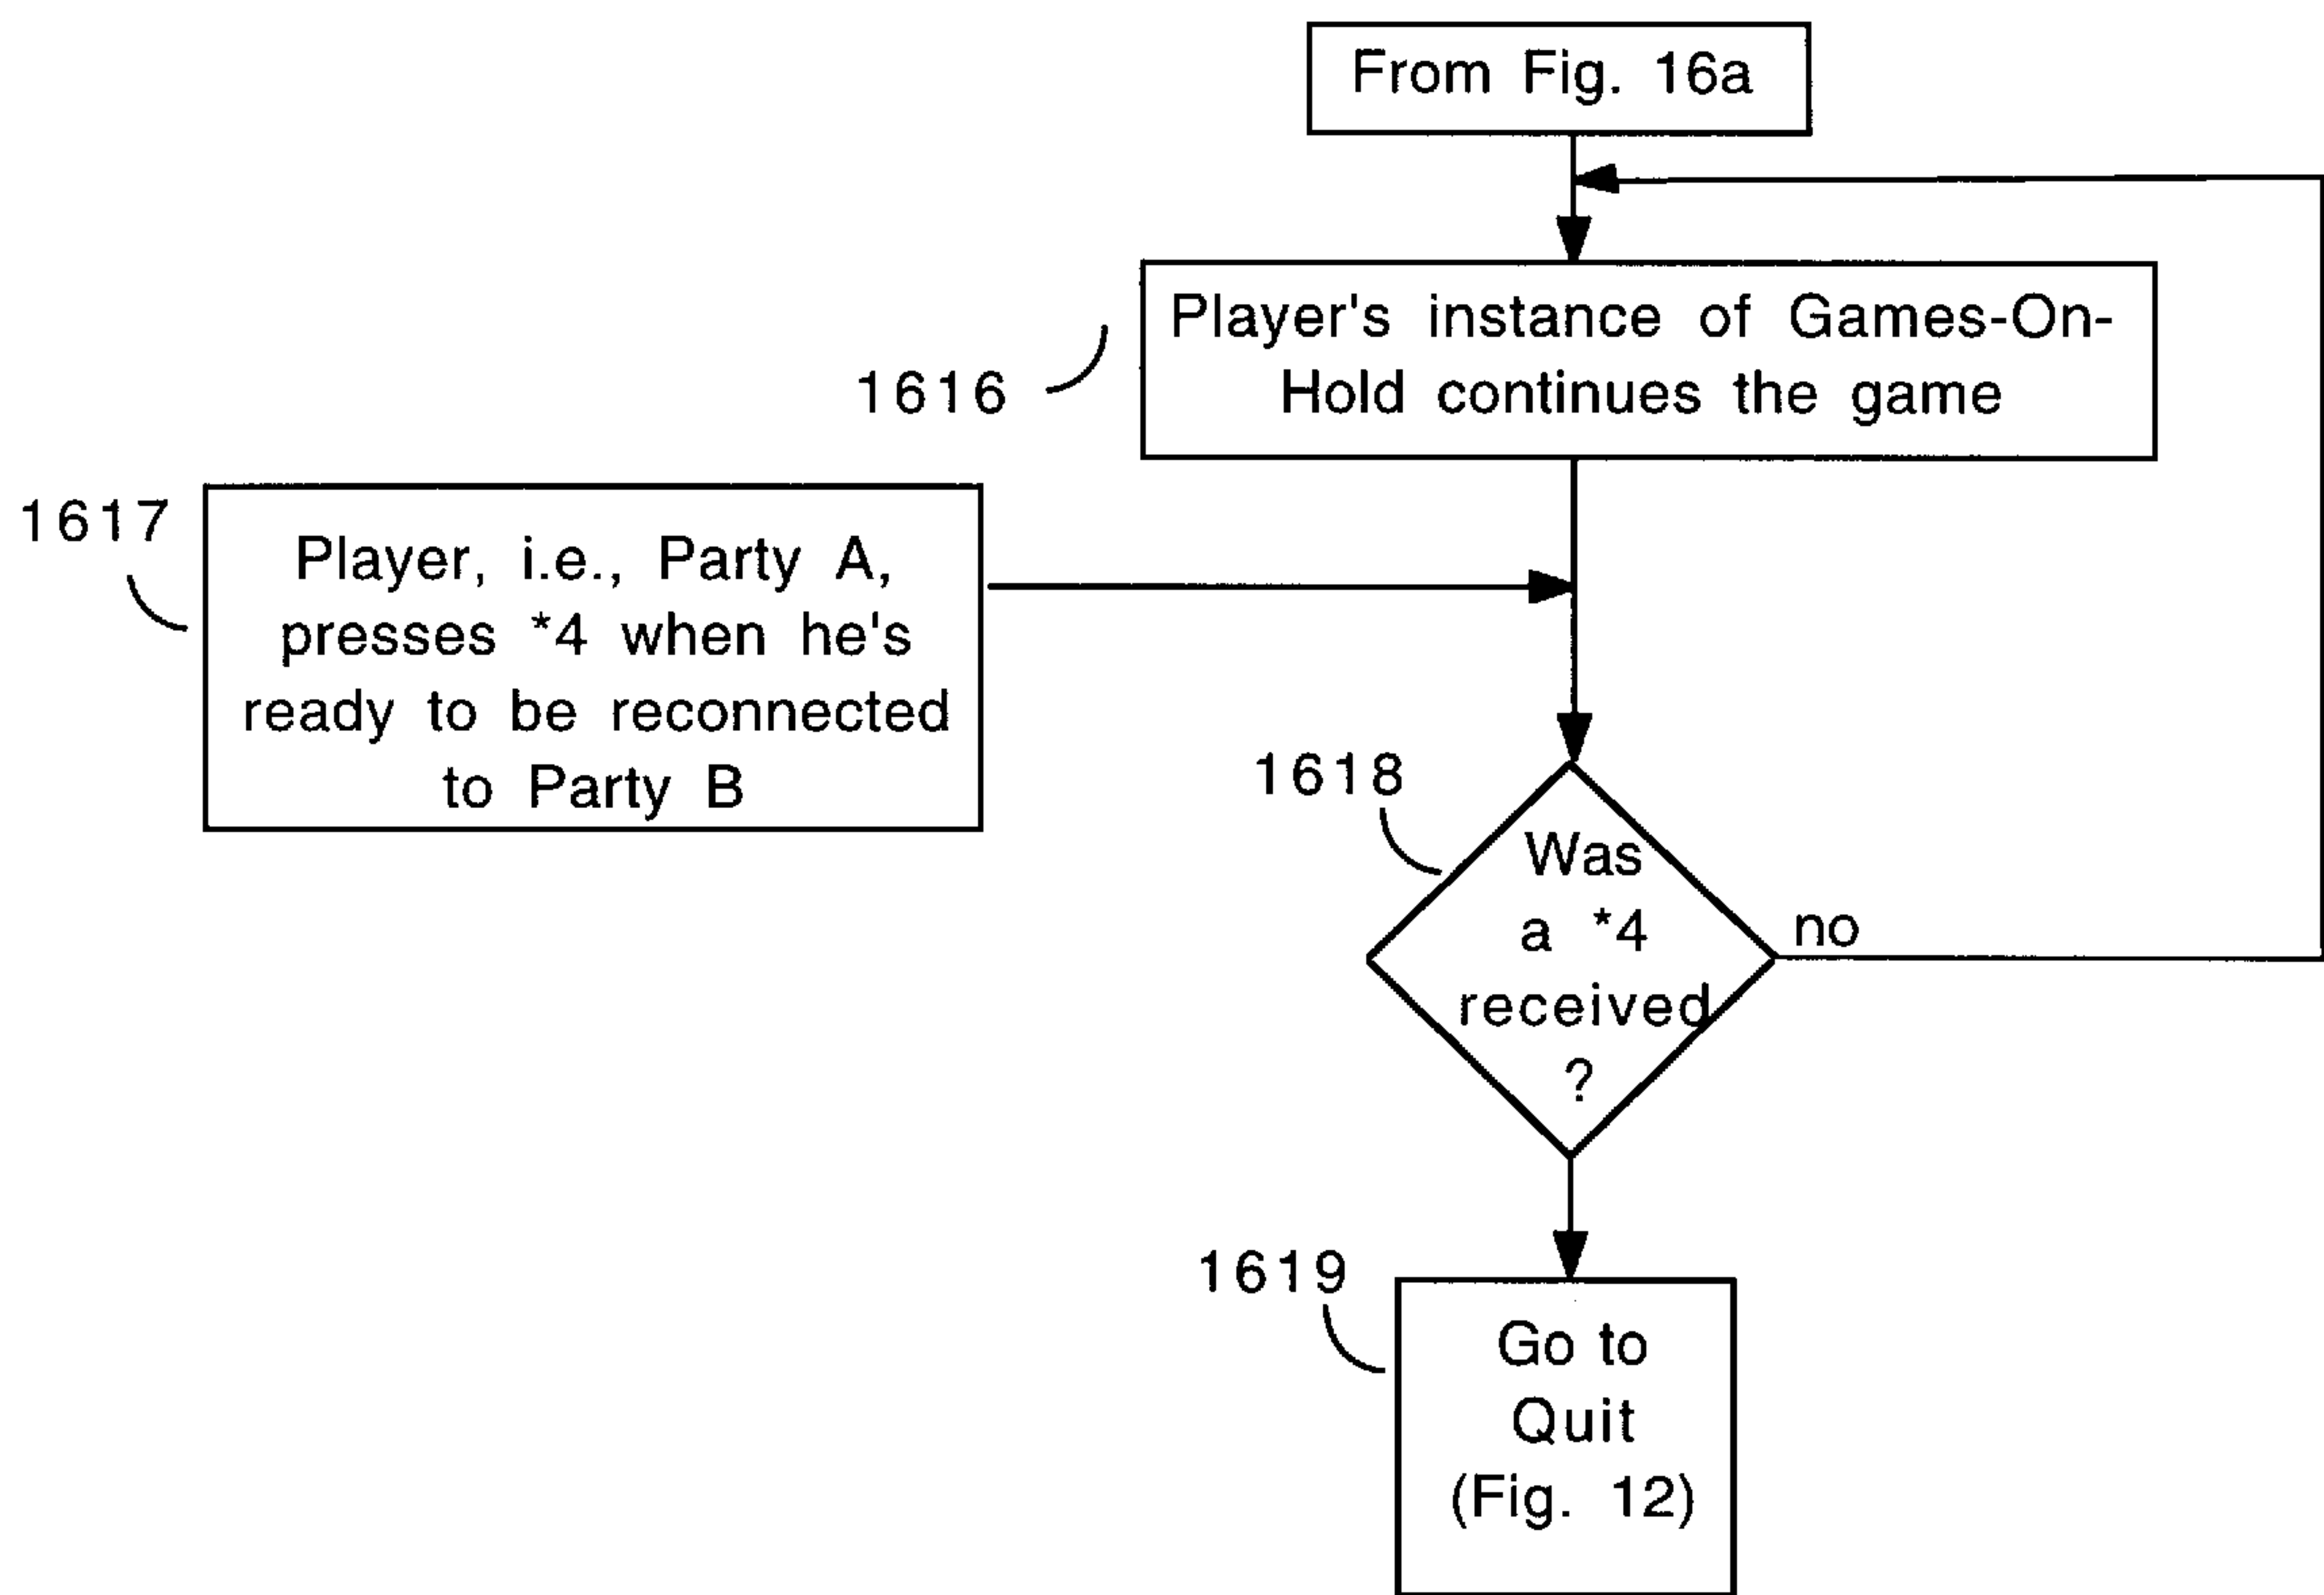 From Fig. 16a
Player's instance of Games-On-
Hold continues the game
1616
1617
Player, i.e., Party A,
presses *4 when he's
ready to be reconnected
to Party B
1618
Was
a *4
received
?
no
1619
Go to
Quit
(Fig. 12)